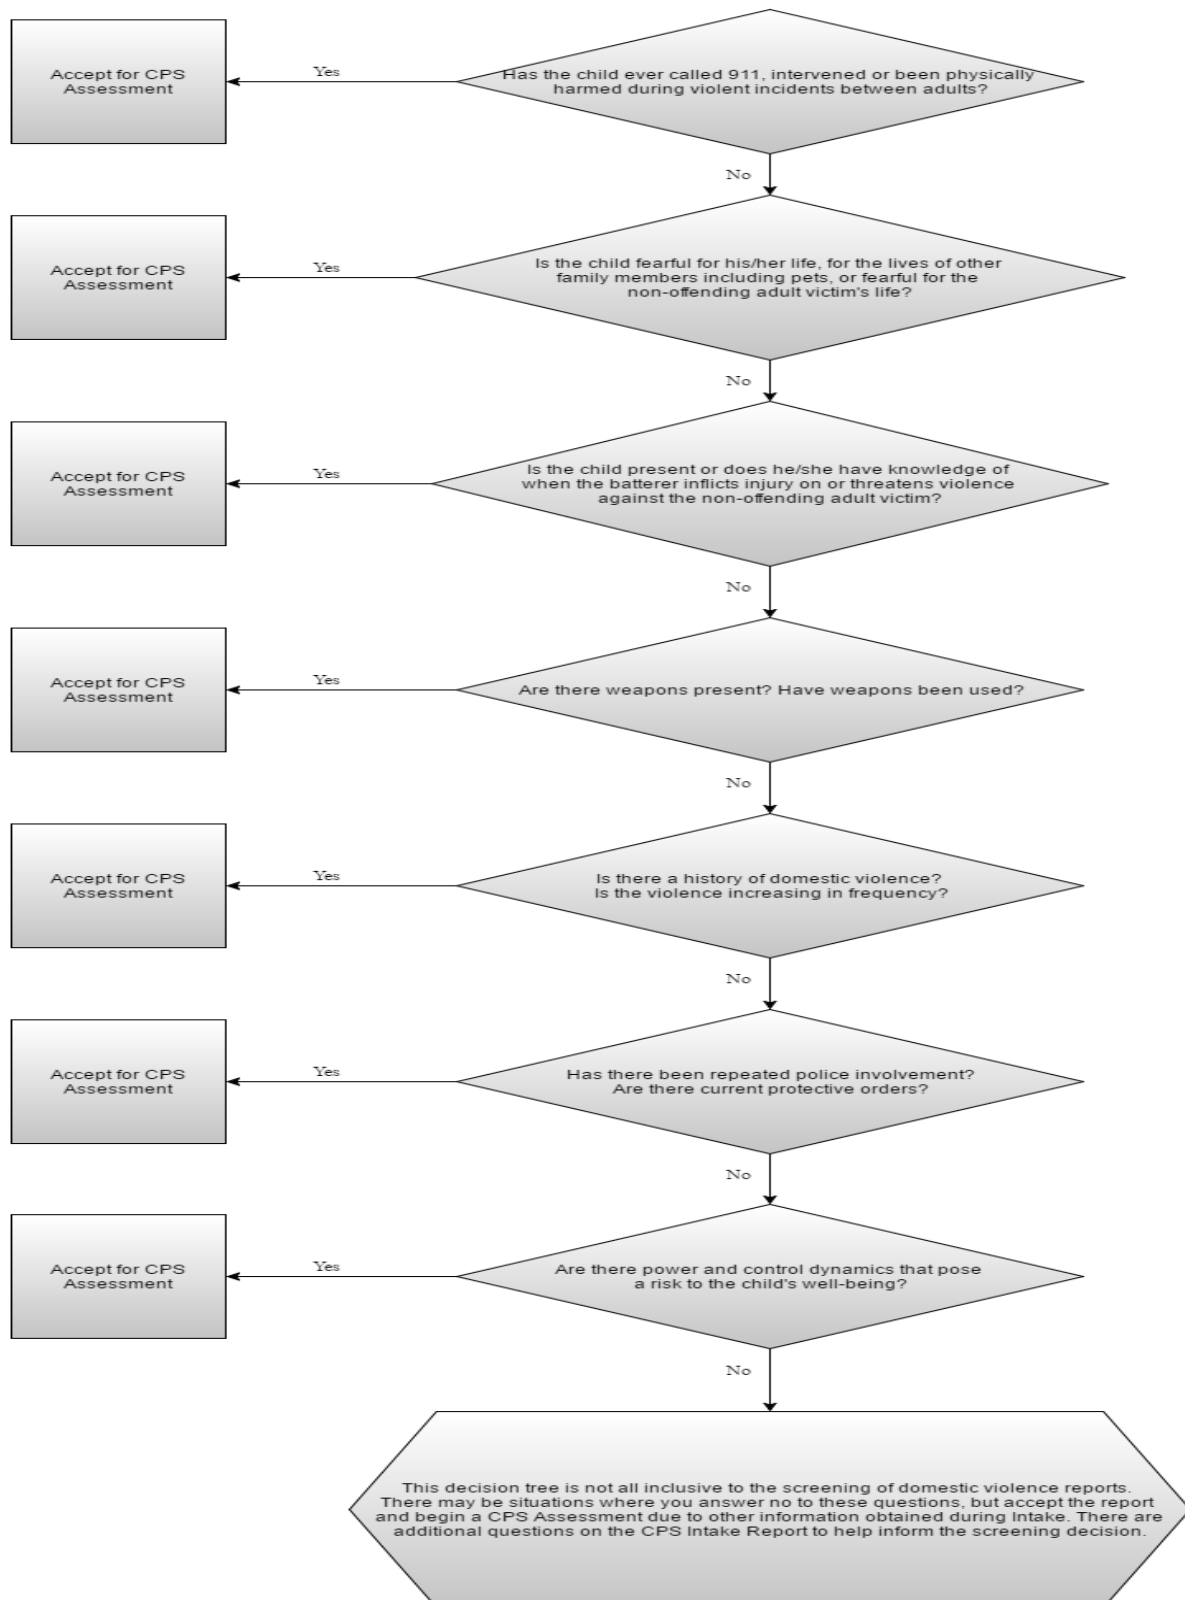 Accept for CPS
Assessment
Yes
Has the child ever called 911, intervened or been physically
harmed during violent incidents between adults?
No
Accept for CPS
Assessment
Yes
Is the child fearful for his/her life, for the lives of other
family members including pets, or fearful for the
non-offending adult victim's life?
No
Accept for CPS
Assessment
Yes
Is the child present or does he/she have knowledge of
when the batterer inflicts injury on or threatens violence
against the non-offending adult victim?
No
Accept for CPS
Assessment
Yes
Are there weapons present? Have weapons been used?
No
Accept for CPS
Assessment
Yes
Is there a history of domestic violence?
Is the violence increasing in frequency?
No
Accept for CPS
Assessment
Yes
Has there been repeated police involvement?
Are there current protective orders?
No
Accept for CPS
Assessment
Yes
Are there power and control dynamics that pose
a risk to the child's well-being?
No
This decision tree is not all inclusive to the screening of domestic violence reports.
There may be situations where you answer no to these questions, but accept the report
and begin a CPS Assessment due to other information obtained during Intake. There are
additional questions on the CPS Intake Report to help inform the screening decision.